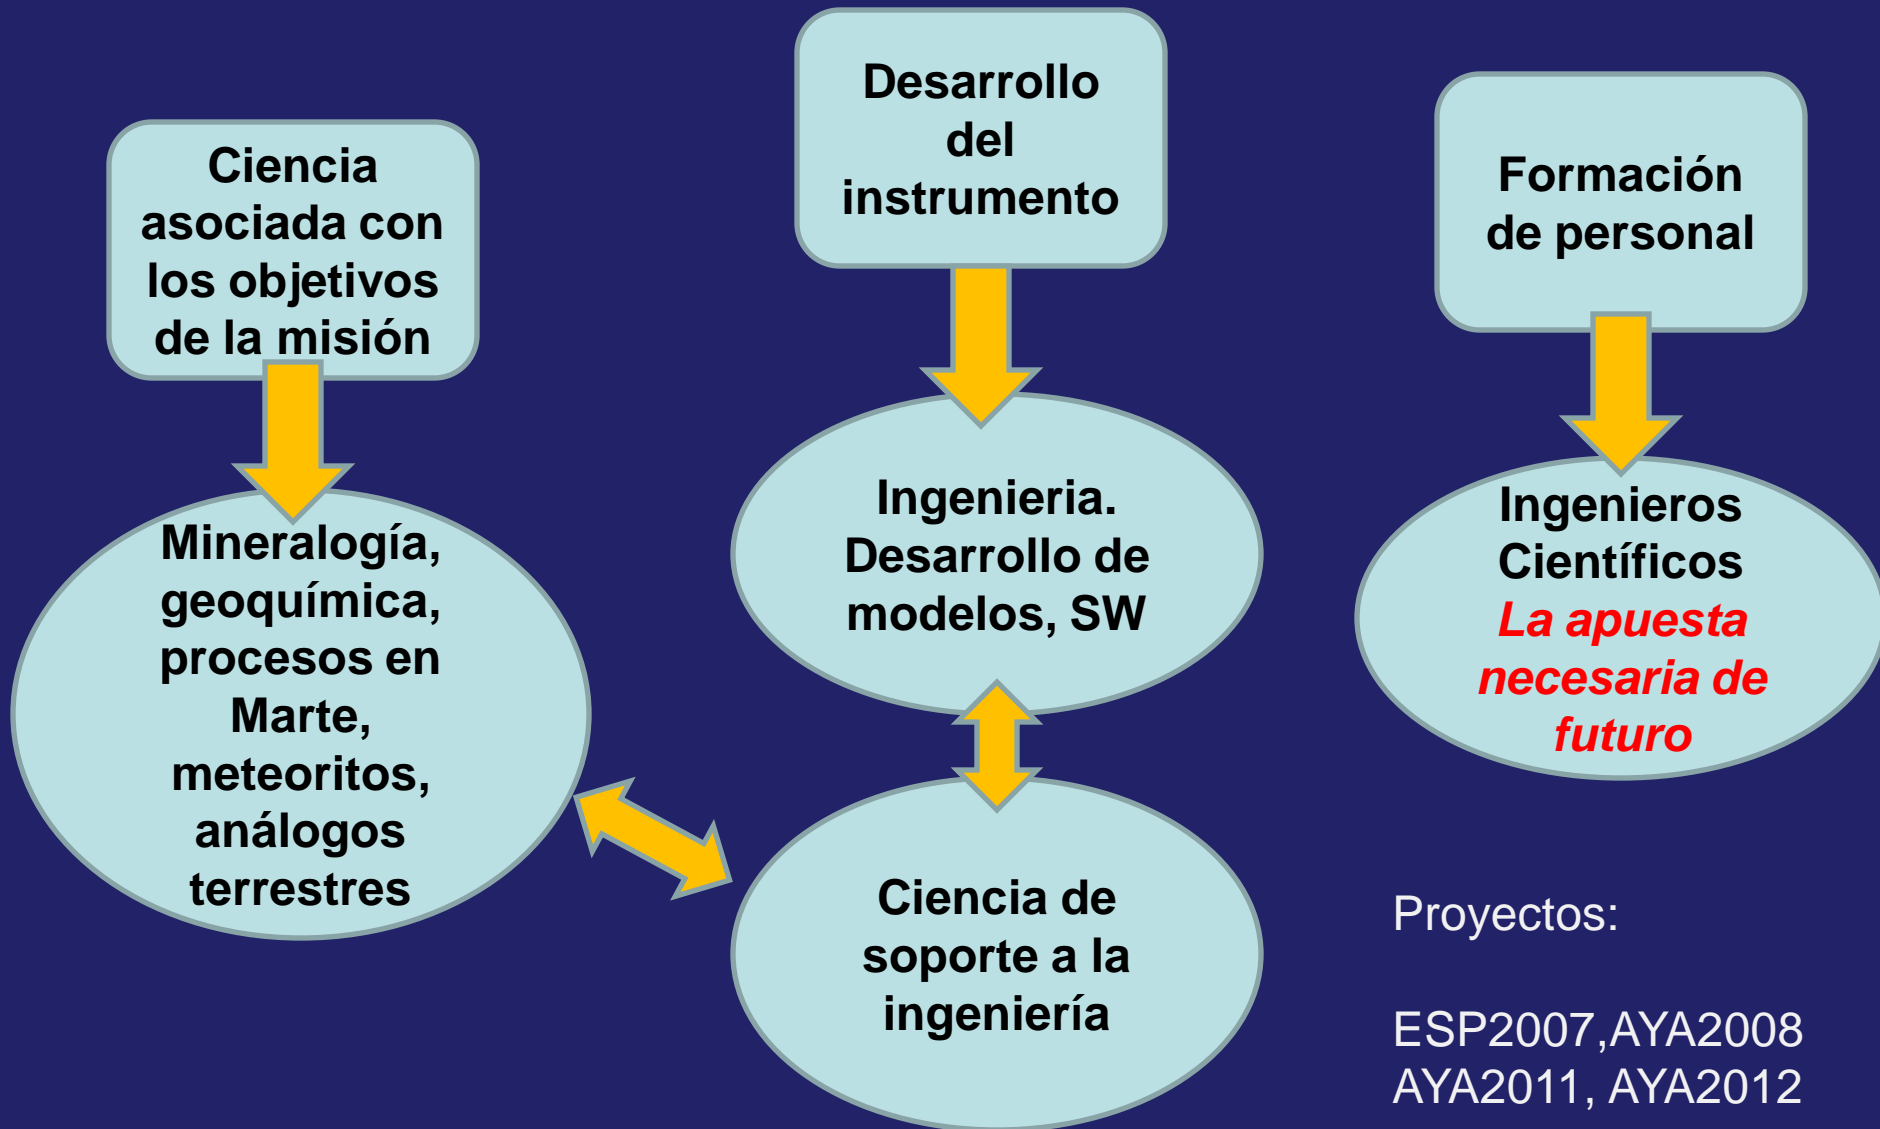 Ciencia
asociada con
los objetivos
de la misión
Desarrollo
del
instrumento
Formación
de personal
Mineralogía,
geoquímica,
procesos en
Marte,
meteoritos,
análogos
terrestres
Ingenieria.
Desarrollo de
modelos, SW
Ingenieros
Científicos
La apuesta
necesaria de
futuro
Ciencia de
soporte a la
ingeniería
Proyectos:
ESP2007,AYA2008
AYA2011, AYA2012